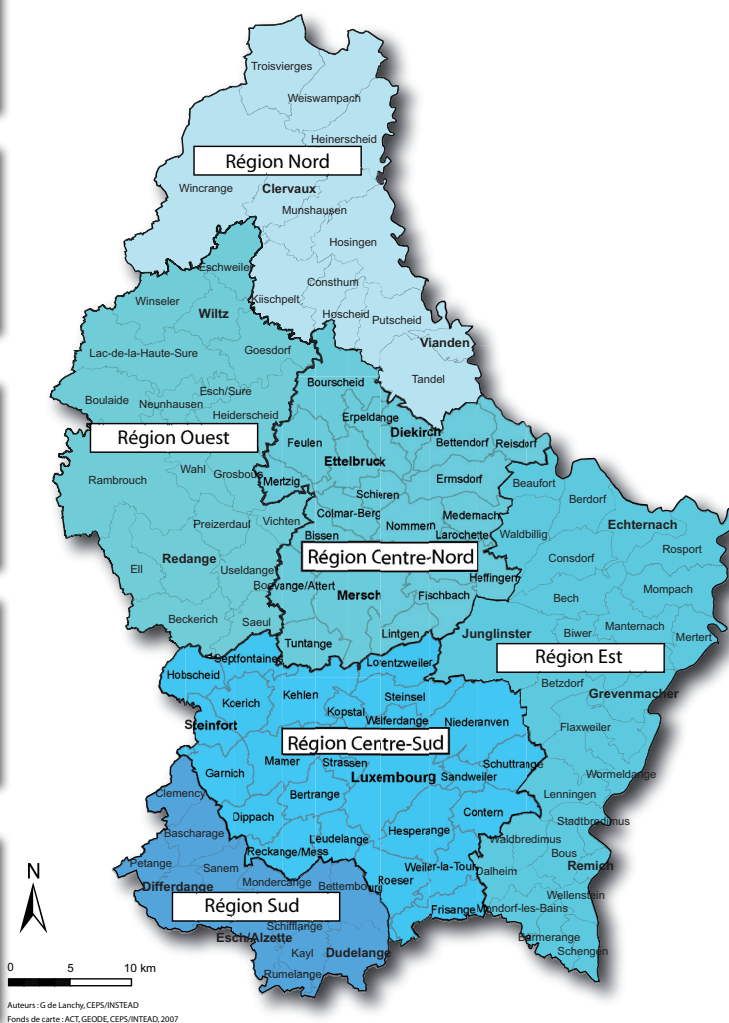 Troisvierges
Weiswampach
Heinerscheid
Région Nord
Wincrange
Clervaux
Munshausen
Hosingen
Eschweiler
Consthum
Kiischpelt
Winseler
Wiltz
Hoscheid
Putscheid
Vianden
Lac-de-la-Haute-Sure
Goesdorf
Tandel
Bourscheid
Esch/Sure
Boulaide
Neunhausen
Heiderscheid
Erpeldange
Diekirch
Région Ouest
Feulen
Bettendorf
Reisdorf
Ettelbruck
Wahl
Grosbous
Rambrouch
Mertzig
Ermsdorf
Beaufort
Schieren
Berdorf
Colmar-Berg
Medernach
Preizerdaul
Vichten
Nommern
Echternach
Bissen
Larochette
Waldbillig
Rosport
Région Centre-Nord
Redange
Consdorf
Ell
Useldange
Heffingen
Boevange/Attert
Mersch
Fischbach
Mompach
Bech
Beckerich
Saeul
Manternach
Lintgen
Junglinster
Biwer
Mertert
Tuntange
Région Est
Septfontaines
Lorentzweiler
Hobscheid
Betzdorf
Grevenmacher
Kehlen
Steinsel
Koerich
Kopstal
Walferdange
Niederanven
Steinfort
Flaxweiler
Région Centre-Sud
Mamer
Strassen
Schuttrange
Garnich
Luxembourg
Sandweiler
Wormeldange
Clemency
Bertrange
Lenningen
Dippach
Contern
Stadtbredimus
Bascharage
Hesperange
Leudelange
Waldbredimus
Reckange/Mess
Bous
Petange
Sanem
Weiler-la-Tour
Dalheim
Remich
Differdange
Mondercange
Bettembourg
Roeser
Wellenstein
Région Sud
Frisange
Mondorf-les-Bains
Schifflange
Esch/Alzette
Burmerange
Kayl
Dudelange
Schengen
Rumelange
N
0 5 10 km
Auteurs : G de Lanchy, CEPS/INSTEAD
Fonds de carte : ACT, GEODE, CEPS/INTEAD, 2007